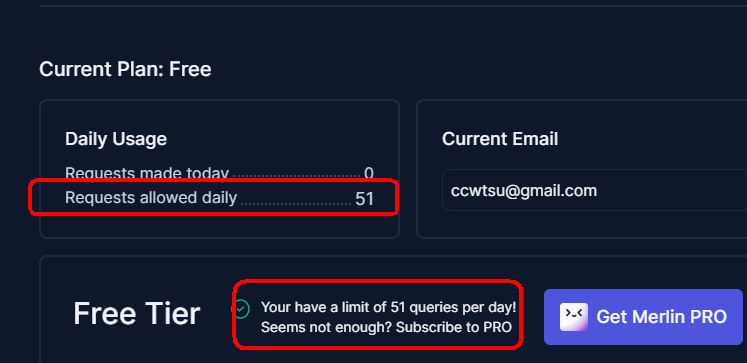 Current Plan: Free
Daily Usage
Requests made today 0
Requests allowed daily 51
Current Email
ccwtsu@gmail.com
Free Tier
Your have a limit of 51 queries per day!
Seems not enough? Subscribe to PRO
Get Merlin PRO